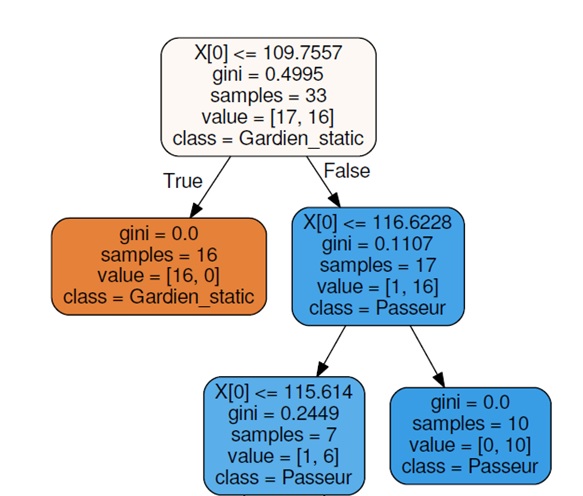 X[0] <= 109.7557
gini = 0.4995
samples = 33
value = [17, 16]
class = Gardien_static
True
False
gini = 0.0
samples = 16
value = [16, 0]
class = Gardien_static
X[0] <= 116.6228
gini = 0.1107
samples = 17
value = [1, 16]
class = Passeur
X[0] <= 115.614
gini = 0.2449
samples = 7
value = [1, 6]
class = Passeur
gini = 0.0
samples = 10
value = [0, 10]
class = Passeur